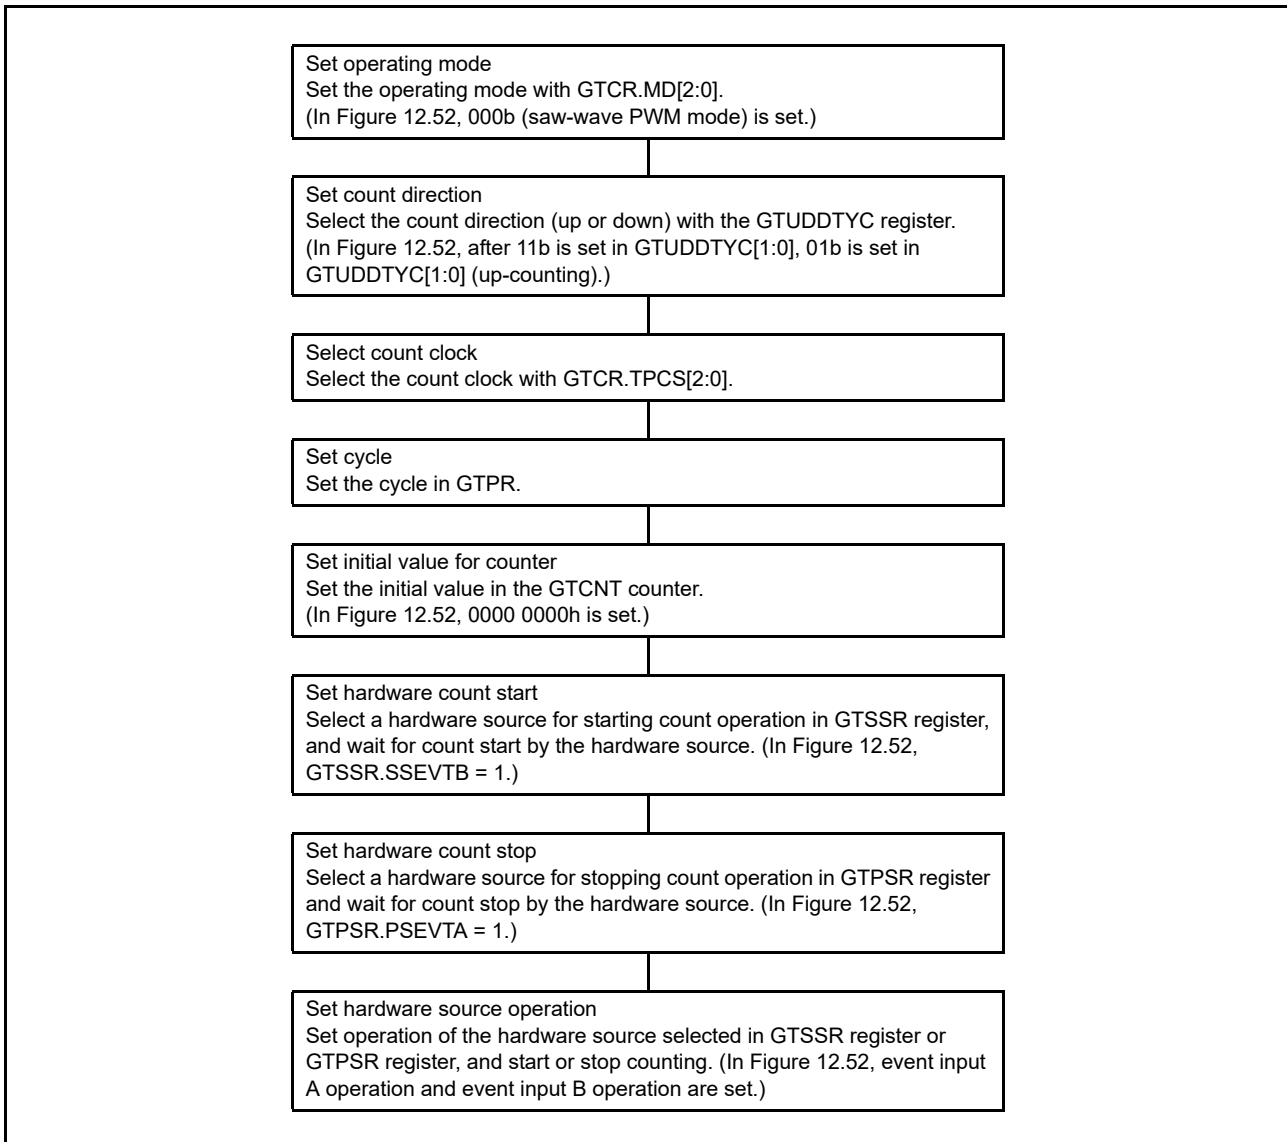 Set operating mode
Set the operating mode with GTCR.MD[2:0].
(In Figure 12.52, 000b (saw-wave PWM mode) is set.)
Set count direction
Select the count direction (up or down) with the GTUDDTYC register.
(In Figure 12.52, after 11b is set in GTUDDTYC[1:0], 01b is set in
GTUDDTYC[1:0] (up-counting).)
Select count clock
Select the count clock with GTCR.TPCS[2:0].
Set cycle
Set the cycle in GTPR.
Set initial value for counter
Set the initial value in the GTCNT counter.
(In Figure 12.52, 0000 0000h is set.)
Set hardware count start
Select a hardware source for starting count operation in GTSSR register,
and wait for count start by the hardware source. (In Figure 12.52,
GTSSR.SSEVTB = 1.)
Set hardware count stop
Select a hardware source for stopping count operation in GTPSR register
and wait for count stop by the hardware source. (In Figure 12.52,
GTPSR.PSEVTA = 1.)
Set hardware source operation
Set operation of the hardware source selected in GTSSR register or
GTPSR register, and start or stop counting. (In Figure 12.52, event input
A operation and event input B operation are set.)